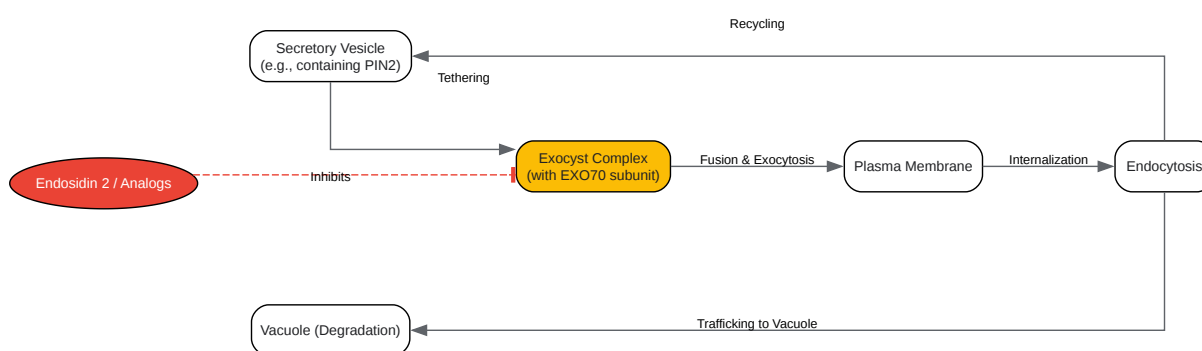 Recycling
Secretory Vesicle
(e.g., containing PIN2)
Tethering
Exocyst Complex
(with EXO70 subunit)
Fusion & Exocytosis
Plasma Membrane
Internalization
Endocytosis
Endosidin 2 / Analogs
Inhibits
Vacuole (Degradation)
Trafficking to Vacuole